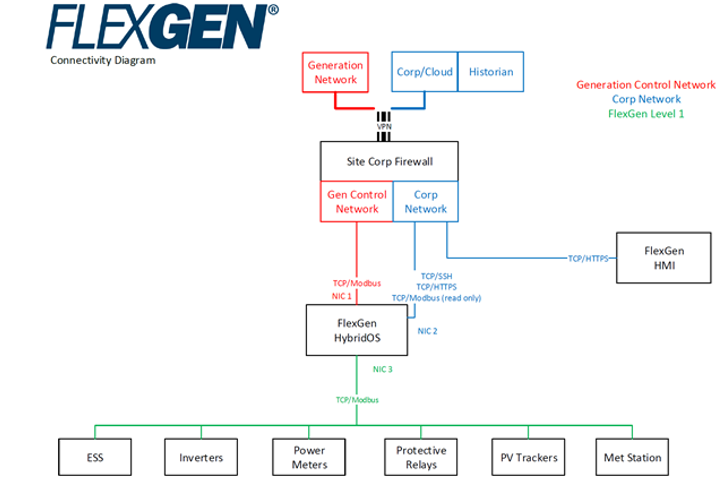 FLEXGEN®
Connectivity Diagram
Generation
Network
Corp/Cloud
Historian
Generation Control Network
Corp Network
FlexGen Level 1
VPN
Site Corp Firewall
Gen Control
Network
Corp
Network
FlexGen
HMI
TCP/HTTPS
TCP/SSH
TCP/HTTPS
TCP/Modbus (read only)
TCP/Modbus
NIC 1
FlexGen
HybridOS
NIC 2
NIC 3
TCP/Modbus
ESS
Inverters
Power
Meters
Protective
Relays
PV Trackers
Met Station